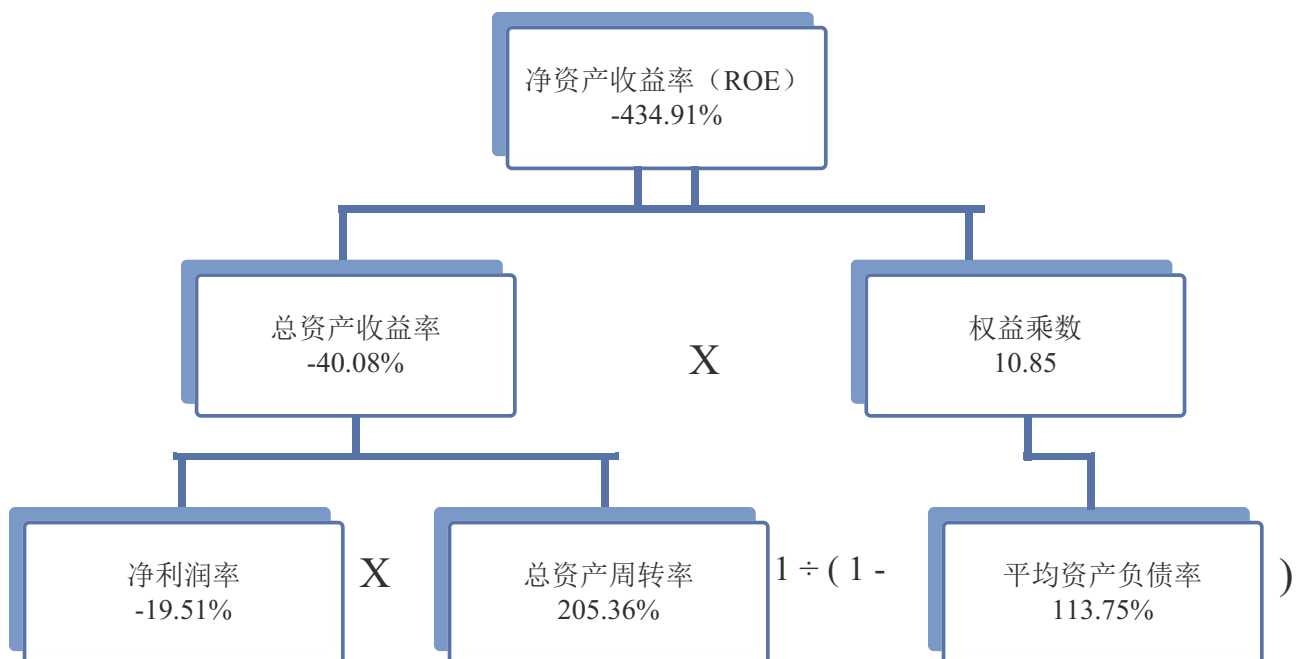 净资产收益率（ROE）
-434.91%
总资产收益率
-40.08%
X
权益乘数
10.85
净利润率
-19.51%
X
总资产周转率
205.36%
1 ÷ ( 1 -
平均资产负债率
113.75%
)